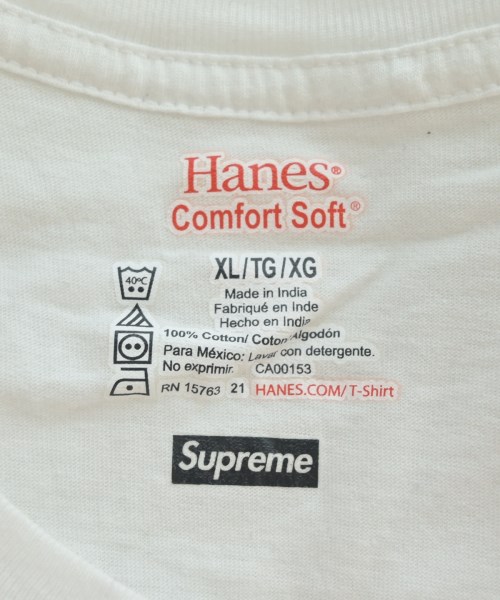 Hanes®
Comfort Soft®
XL/TG/XG
40ºC
Made in India
Fabriqué en Inde
Hecho en India
100% Cotton/ Coton Algodón
Para México: Lavar con detergente.
No exprimir. CA00153
RN 15763 21 HANES.COM/T-Shirt
Supreme